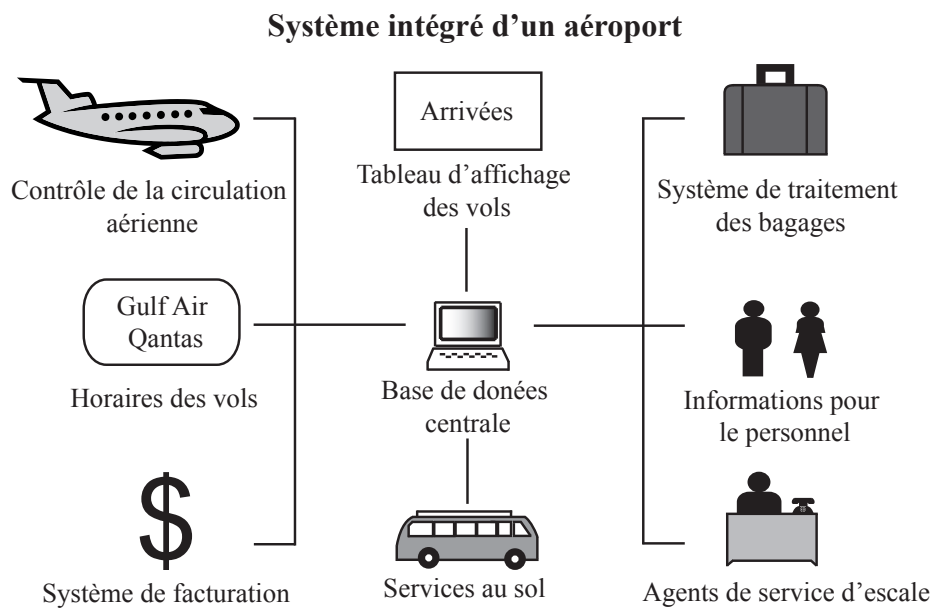 Système intégré d’un aéroport
Arrivées
Tableau d’affichage
des vols
Contrôle de la circulation
aérienne
Système de traitement
des bagages
Gulf Air
Qantas
Horaires des vols
Base de donées
centrale
Informations pour
le personnel
$
Système de facturation
Services au sol
Agents de service d’escale